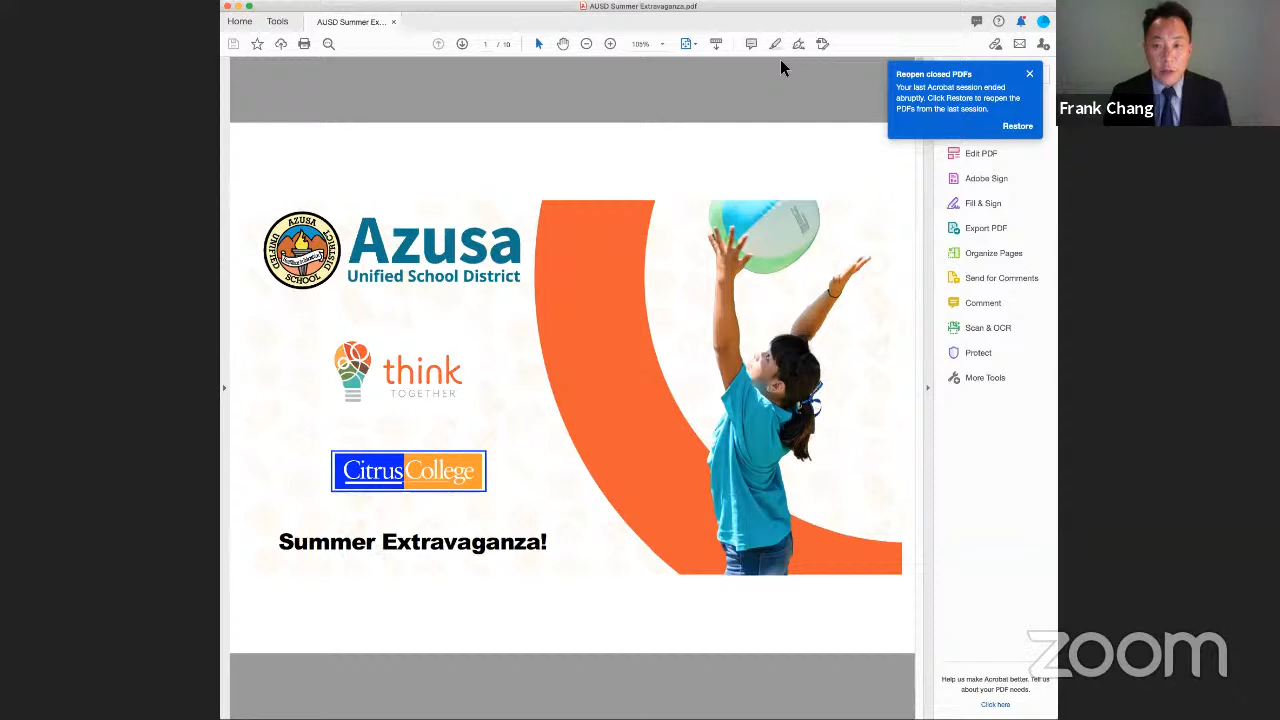 AUSD Summer Extravaganza.pdf
Home
Tools
AUSD Summer Ex...
1 / 10
105%
Reopen closed PDFs
Your last Acrobat session ended
abruptly. Click Restore to reopen the
PDFs from the last session.
Restore
Frank Chang
Edit PDF
Adobe Sign
Fill & Sign
Export PDF
Organize Pages
Send for Comments
Comment
Scan & OCR
Protect
More Tools
AZUSA
UNIFIED SCHOOL DISTRICT
Azusa
Unified School District
think
TOGETHER
Citrus College
Summer Extravaganza!
zoom
Help us make Acrobat better. Tell us
about your PDF needs.
Click here